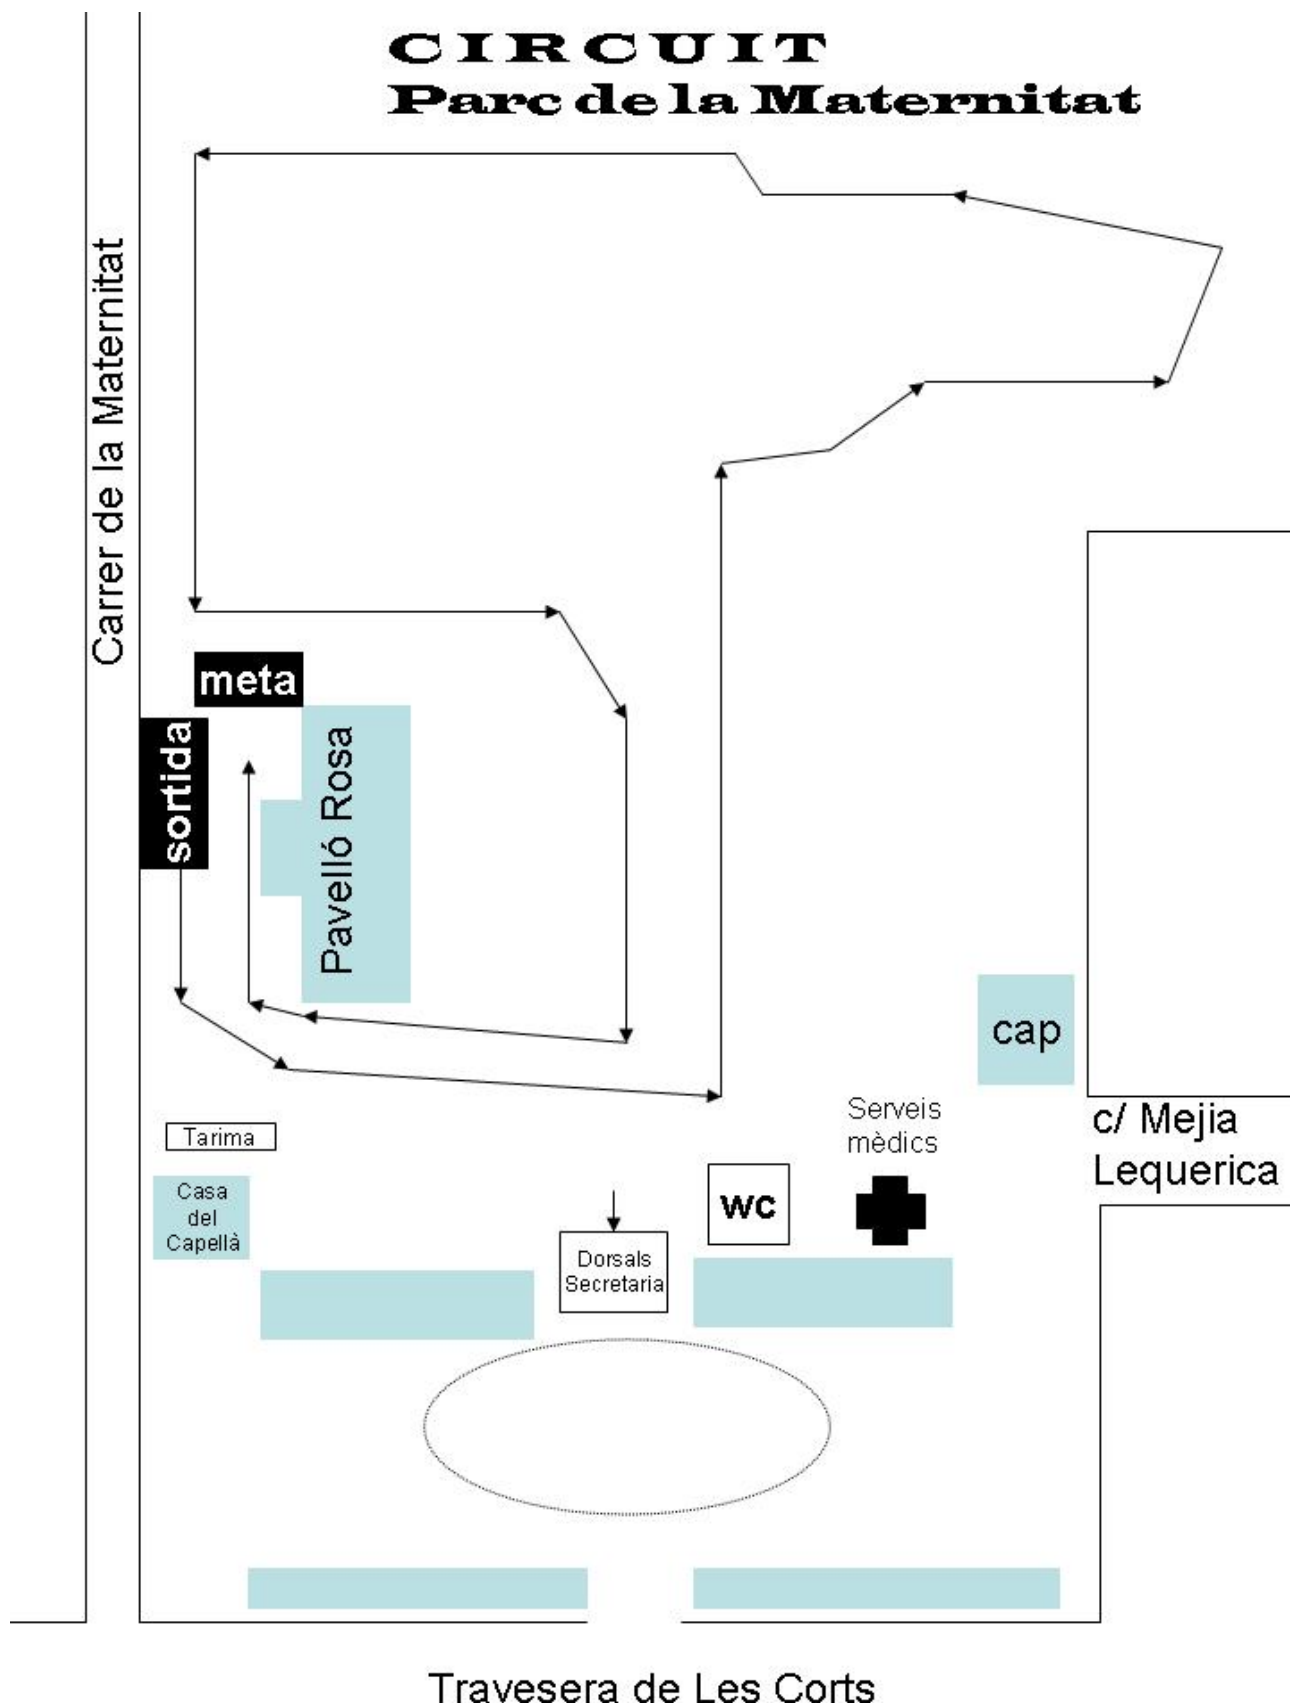 CIRCUIT
Parc de la Maternitat
Carrer de la Maternitat
meta
sortida
Pavelló Rosa
cap
c/ Mejia
Lequerica
Serveis
mèdics
Tarima
Casa
del
Capellà
wc
Dorsals
Secretaria
Travesera de Les Corts